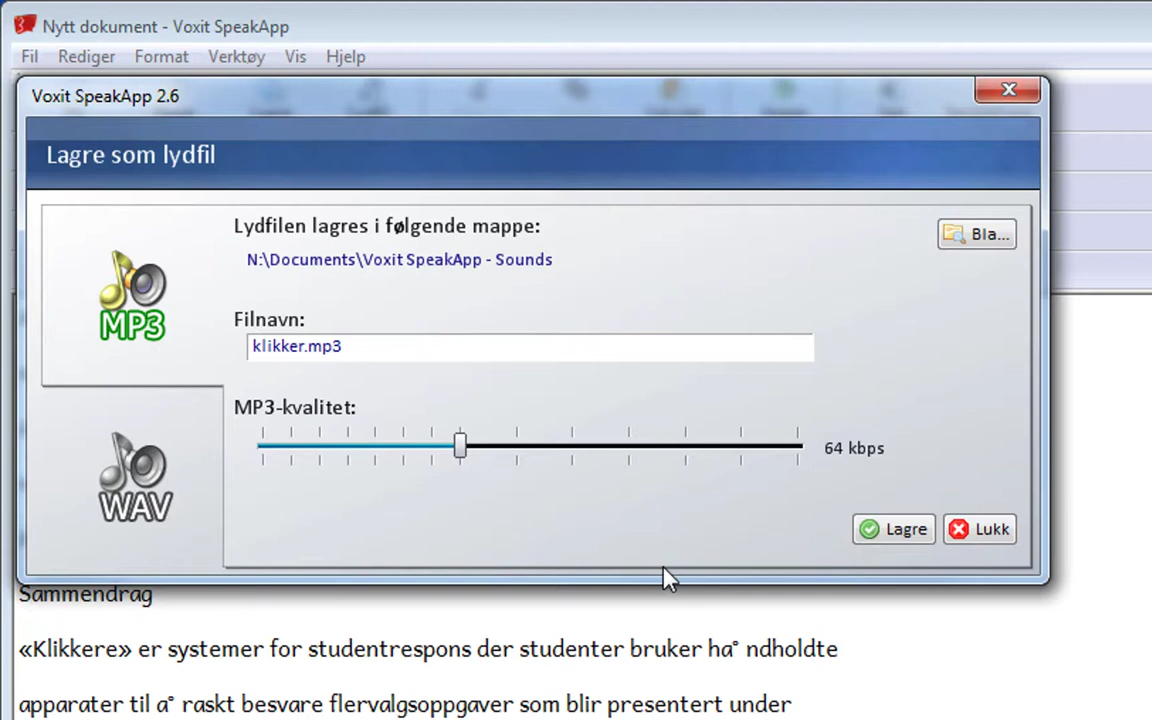 Nytt dokument - Voxit SpeakApp
Fil Rediger Format Verktøy Vis Hjelp
Voxit SpeakApp 2.6
Lagre som lydfil
Lydfilen lagres i følgende mappe:
Bla...
N:\Documents\Voxit SpeakApp - Sounds
MP3
Filnavn:
klikker.mp3
MP3-kvalitet:
64 kbps
WAV
Lagre Lukk
Sammendrag
«Klikkere» er systemer for studentrespons der studenter bruker ha° ndholdte
apparater til a° raskt besvare flervalgsoppgaver som blir presentert under